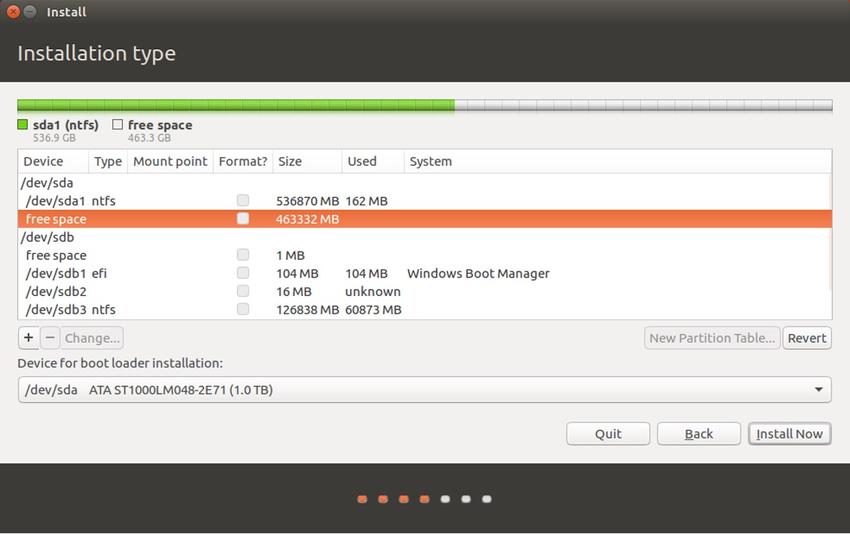 Install
Installation type
sda1 (ntfs) free space
536.9 GB 463.3 GB
Device Type Mount point Format? Size Used System
/dev/sda
/dev/sda1 ntfs 536870 MB 162 MB
free space 463332 MB
/dev/sdb
free space 1 MB
/dev/sdb1 efi 104 MB 104 MB Windows Boot Manager
/dev/sdb2 16 MB unknown
/dev/sdb3 ntfs 126838 MB 60873 MB
+ − Change... New Partition Table... Revert
Device for boot loader installation:
/dev/sda ATA ST1000LM048-2E71 (1.0 TB)
Quit Back Install Now